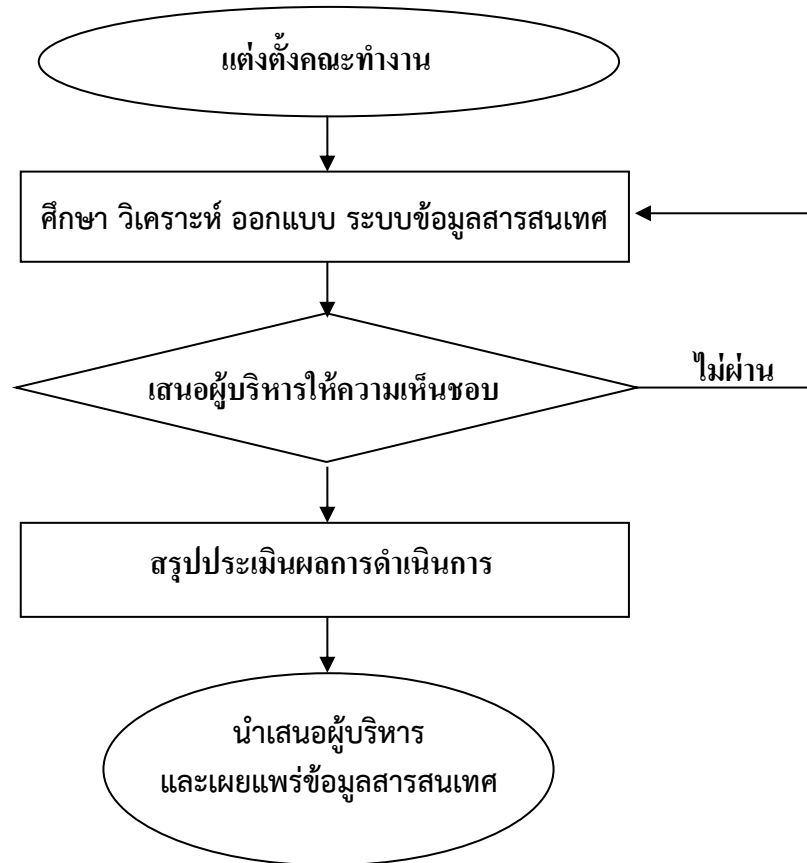 แต่งตั้งคณะทำงาน
ศึกษา วิเคราะห์ ออกแบบ ระบบข้อมูลสารสนเทศ
เสนอผู้บริหารให้ความเห็นชอบ
ไม่ผ่าน
สรุปประเมินผลการดำเนินการ
นำเสนอผู้บริหาร
และเผยแพร่ข้อมูลสารสนเทศ